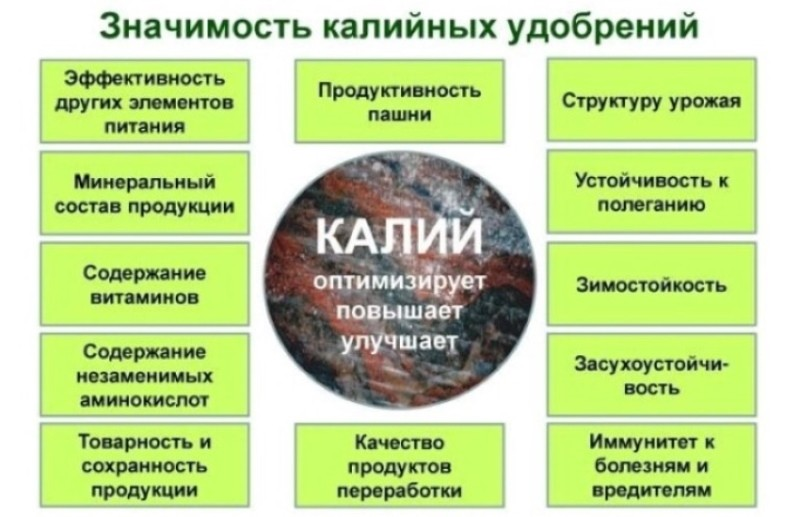 Значимость калийных удобрений
Эффективность
других элементов
питания
Продуктивность
пашни
Структуру урожая
Минеральный
состав продукции
Устойчивость к
полеганию
КАЛИЙ
оптимизирует
повышает
улучшает
Содержание
витаминов
Зимостойкость
Содержание
незаменимых
аминокислот
Засухоустойчи-
вость
Товарность и
сохранность
продукции
Качество
продуктов
переработки
Иммунитет к
болезням и
вредителям